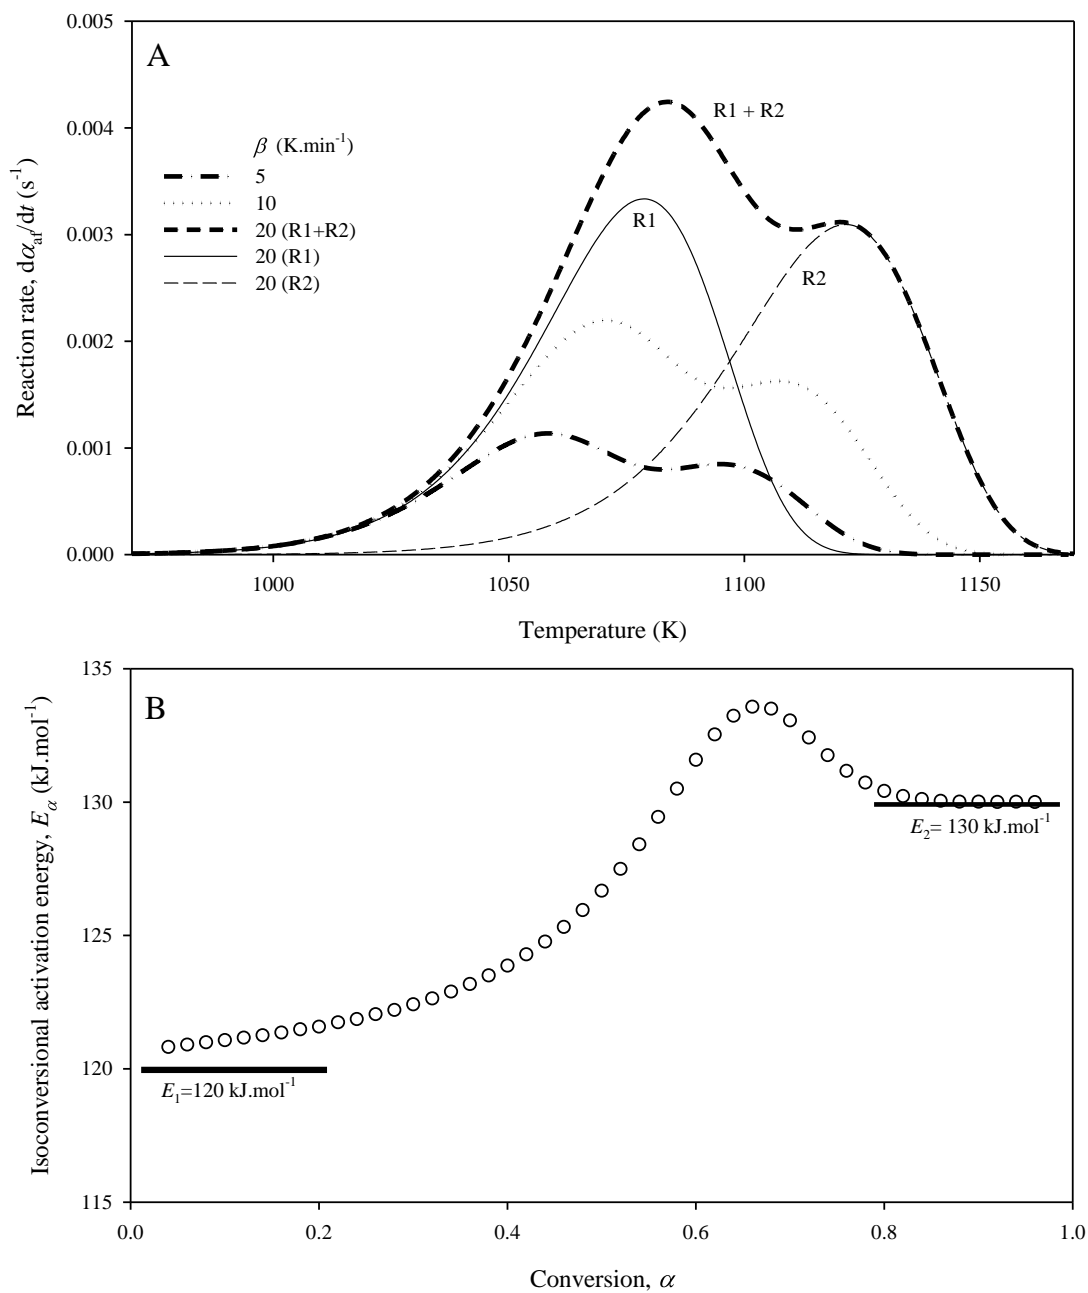 0.005
A
R1 + R2
0.004
β (K.min⁻¹)
5
10
20 (R1+R2)
20 (R1)
20 (R2)
R1
R2
0.003
0.002
0.001
0.000
Reaction rate, dα_af/dt (s⁻¹)
1000 1050 1100 1150
Temperature (K)
135
B
130
E₂= 130 kJ.mol⁻¹
125
120
E₁=120 kJ.mol⁻¹
115
Isoconversional activation energy, E_α (kJ.mol⁻¹)
0.0 0.2 0.4 0.6 0.8 1.0
Conversion, α